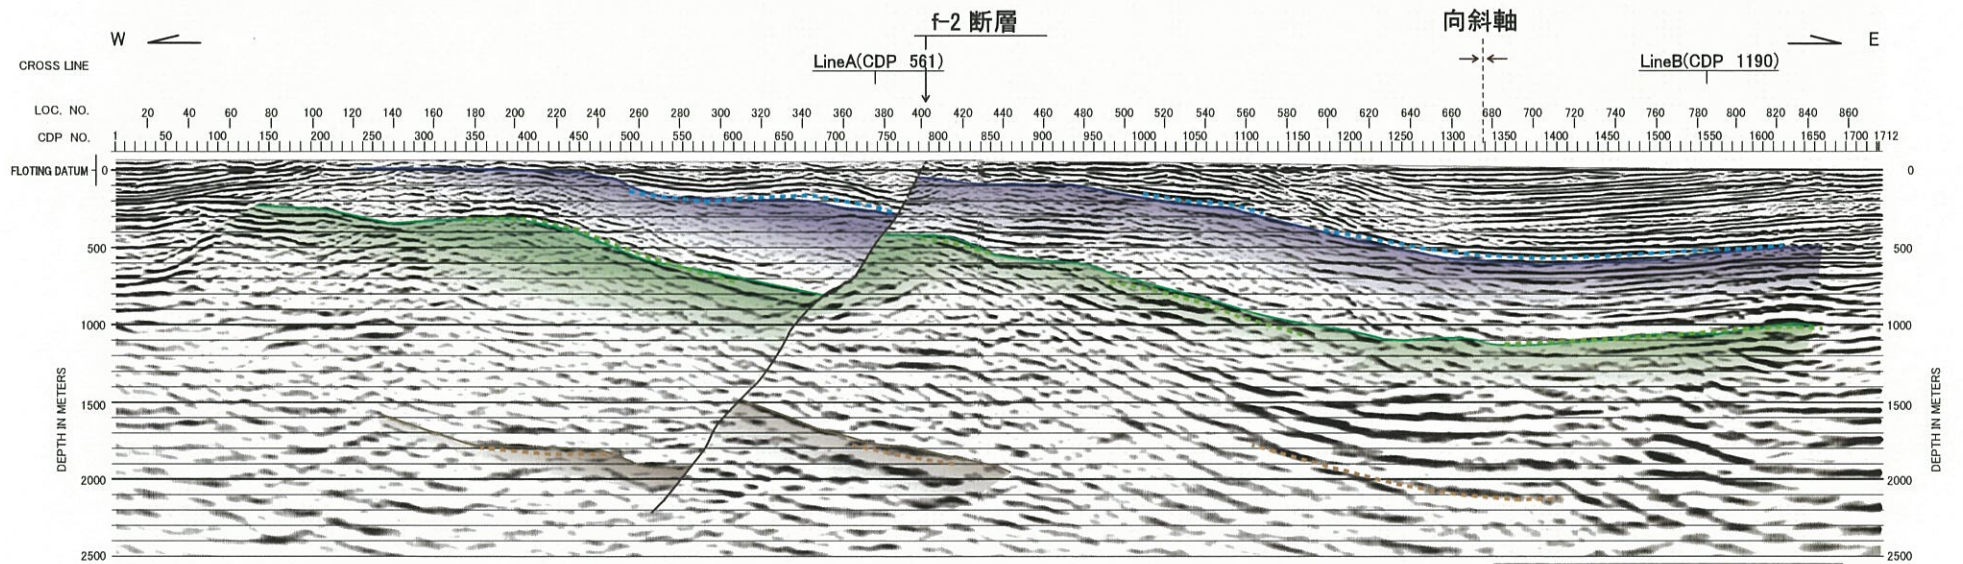 f-2 断層 向斜軸
W E
CROSS LINE LineA(CDP 561) LineB(CDP 1190)
LOC. NO. 20 40 60 80 100 120 140 160 180 200 220 240 260 280 300 320 340 360 380 400 420 440 460 480 500 520 540 560 580 600 620 640 660 680 700 720 740 760 780 800 820 840 860
CDP NO. 1 50 100 150 200 250 300 350 400 450 500 550 600 650 700 750 800 850 900 950 1000 1050 1100 1150 1200 1250 1300 1350 1400 1450 1500 1550 1600 1650 1700 1712
FLOTING DATUM 0 0
500 500
1000 1000
1500 1500
2000 2000
2500 2500
DEPTH IN METERS
DEPTH IN METERS